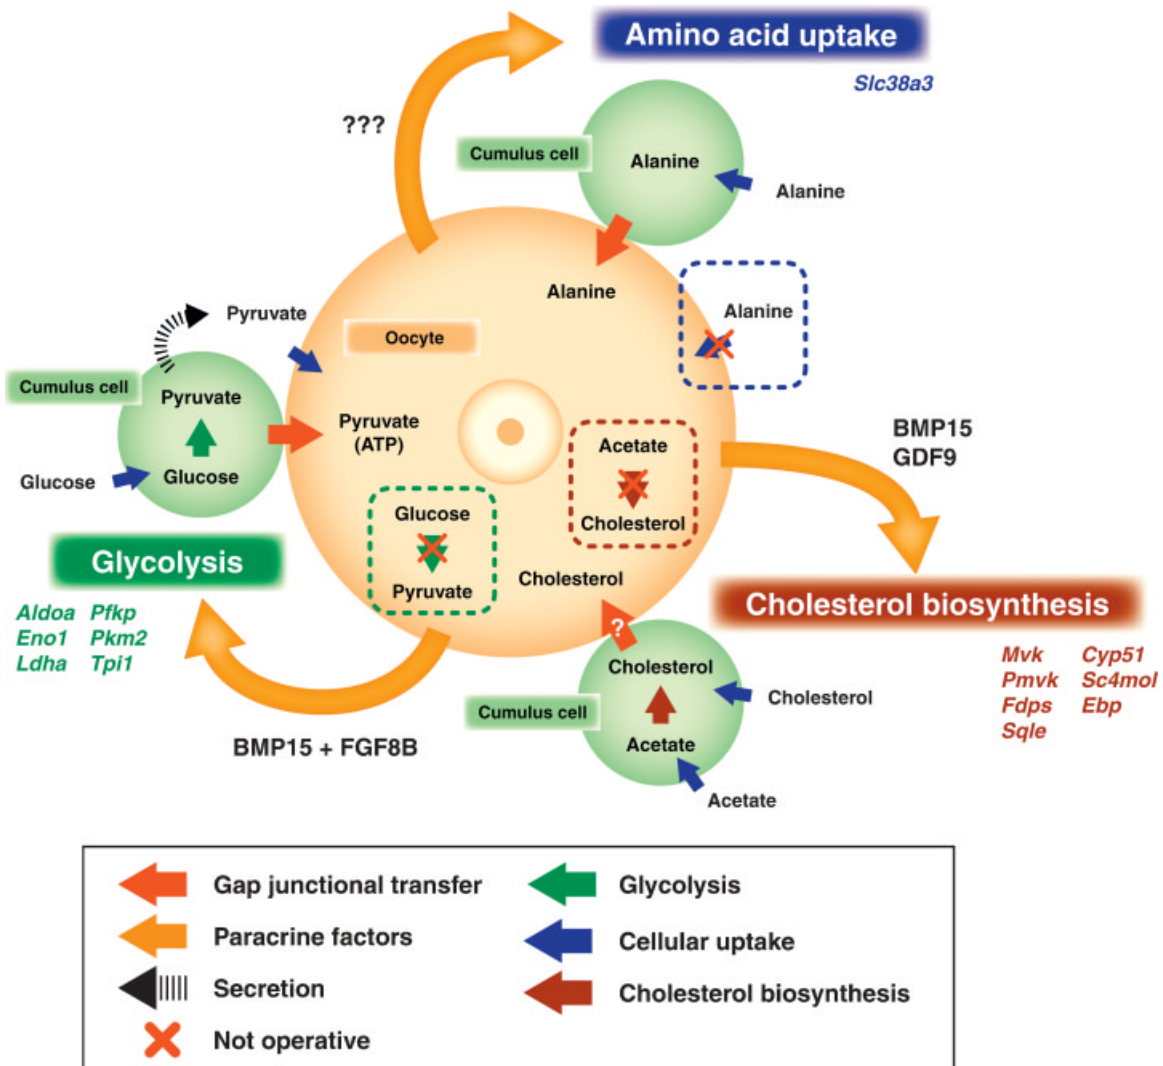 Amino acid uptake
Slc38a3
???
Cumulus cell
Alanine
Alanine
Alanine
Alanine
Pyruvate
Oocyte
Cumulus cell
Pyruvate
Glucose
Glucose
Pyruvate
(ATP)
Acetate
Cholesterol
BMP15
GDF9
Glucose
Pyruvate
Cholesterol
Glycolysis
Aldoa Pfkp
Eno1 Pkm2
Ldha Tpi1
Cholesterol biosynthesis
Mvk Cyp51
Pmvk Sc4mol
Fdps Ebp
Sqle
?
Cholesterol
Cumulus cell
Acetate
Cholesterol
Acetate
BMP15 + FGF8B
Gap junctional transfer
Paracrine factors
Secretion
Not operative
Glycolysis
Cellular uptake
Cholesterol biosynthesis